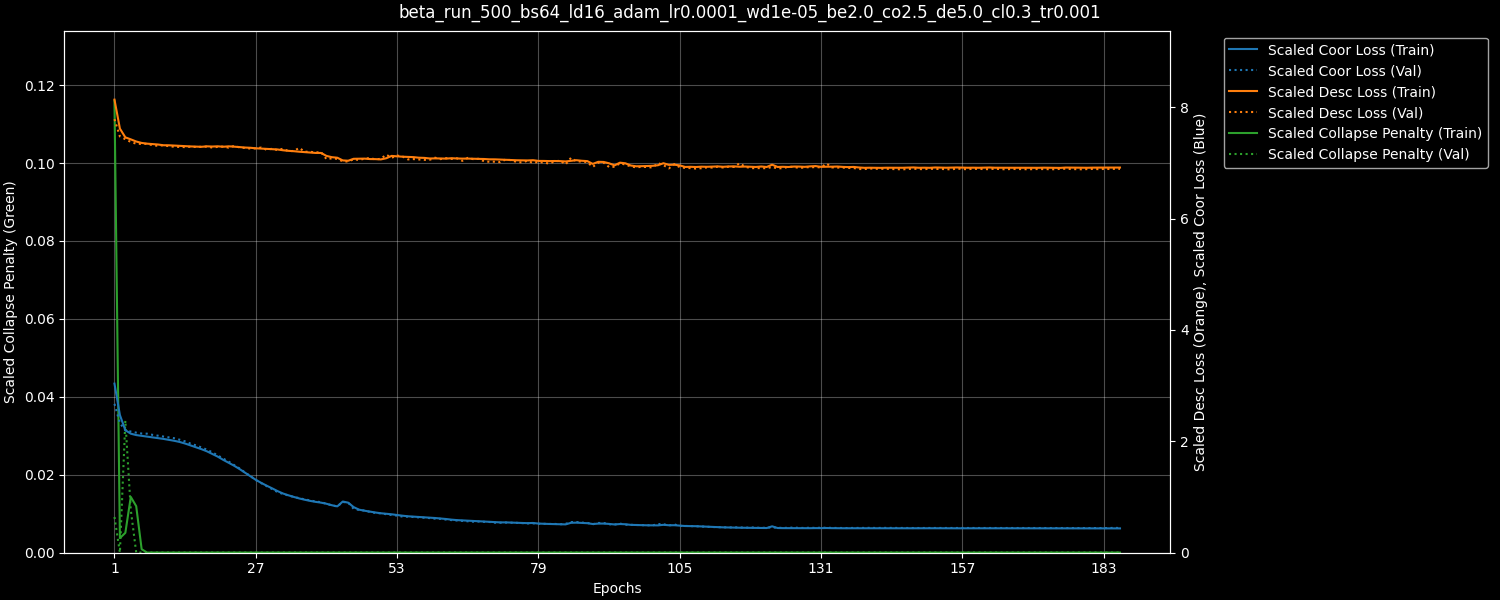 beta_run_500_bs64_ld16_adam_lr0.0001_wd1e-05_be2.0_co2.5_de5.0_cl0.3_tr0.001
Scaled Coor Loss (Train)
Scaled Coor Loss (Val)
Scaled Desc Loss (Train)
Scaled Desc Loss (Val)
Scaled Collapse Penalty (Train)
Scaled Collapse Penalty (Val)
Scaled Collapse Penalty (Green)
0.12
0.10
0.08
0.06
0.04
0.02
0.00
8
6
4
2
0
Scaled Desc Loss (Orange), Scaled Coor Loss (Blue)
1 27 53 79 105 131 157 183
Epochs